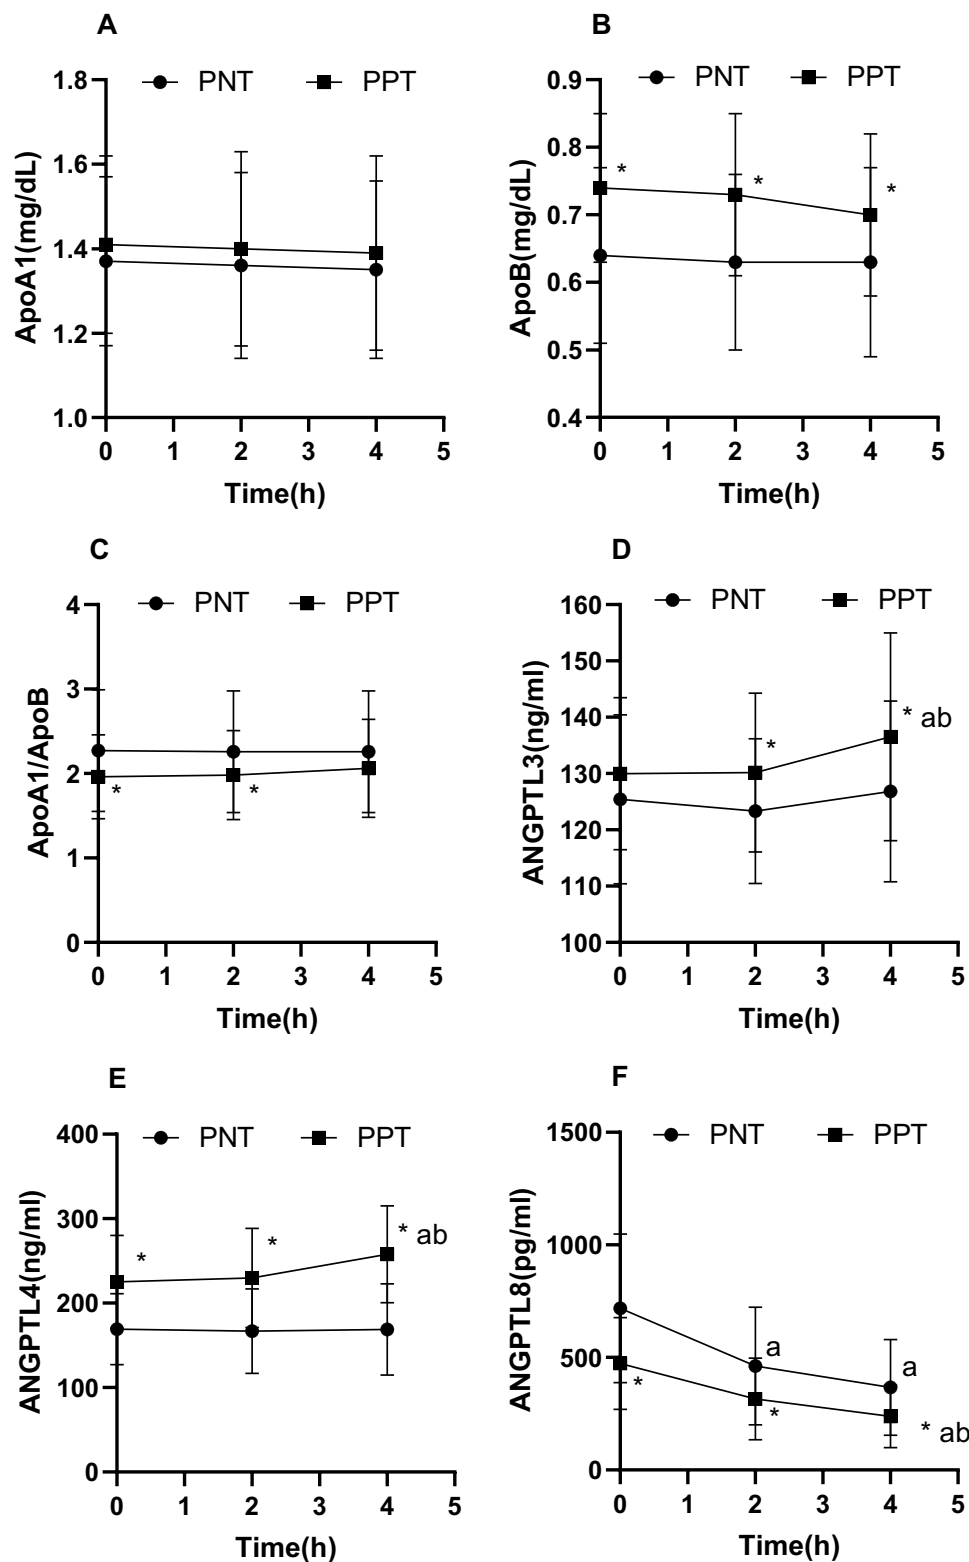 A
PNT PPT
ApoA1(mg/dL)
1.8
1.6
1.4
1.2
1.0
0 1 2 3 4 5
Time(h)
B
PNT PPT
ApoB(mg/dL)
0.9
0.8
0.7
0.6
0.5
0.4
* * *
0 1 2 3 4 5
Time(h)
C
PNT PPT
ApoA1/ApoB
4
3
2
1
0
* *
0 1 2 3 4 5
Time(h)
D
PNT PPT
ANGPTL3(ng/ml)
160
150
140
130
120
110
100
* * ab
0 1 2 3 4 5
Time(h)
E
PNT PPT
ANGPTL4(ng/ml)
400
300
200
100
0
* * * ab
0 1 2 3 4 5
Time(h)
F
PNT PPT
ANGPTL8(pg/ml)
1500
1000
500
0
a a
* * * ab
0 1 2 3 4 5
Time(h)